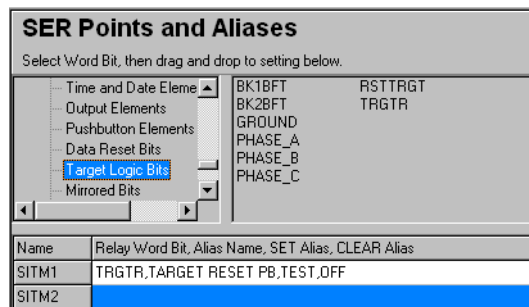 SER Points and Aliases
Select Word Bit, then drag and drop to setting below.
Time and Date Eleme
Output Elements
Pushbutton Elements
Data Reset Bits
Target Logic Bits
Mirrored Bits
BK1BFT RSTTRGT
BK2BFT TRGTR
GROUND
PHASE_A
PHASE_B
PHASE_C
Name Relay Word Bit, Alias Name, SET Alias, CLEAR Alias
SITM1 TRGTR,TARGET RESET PB,TEST,OFF
SITM2